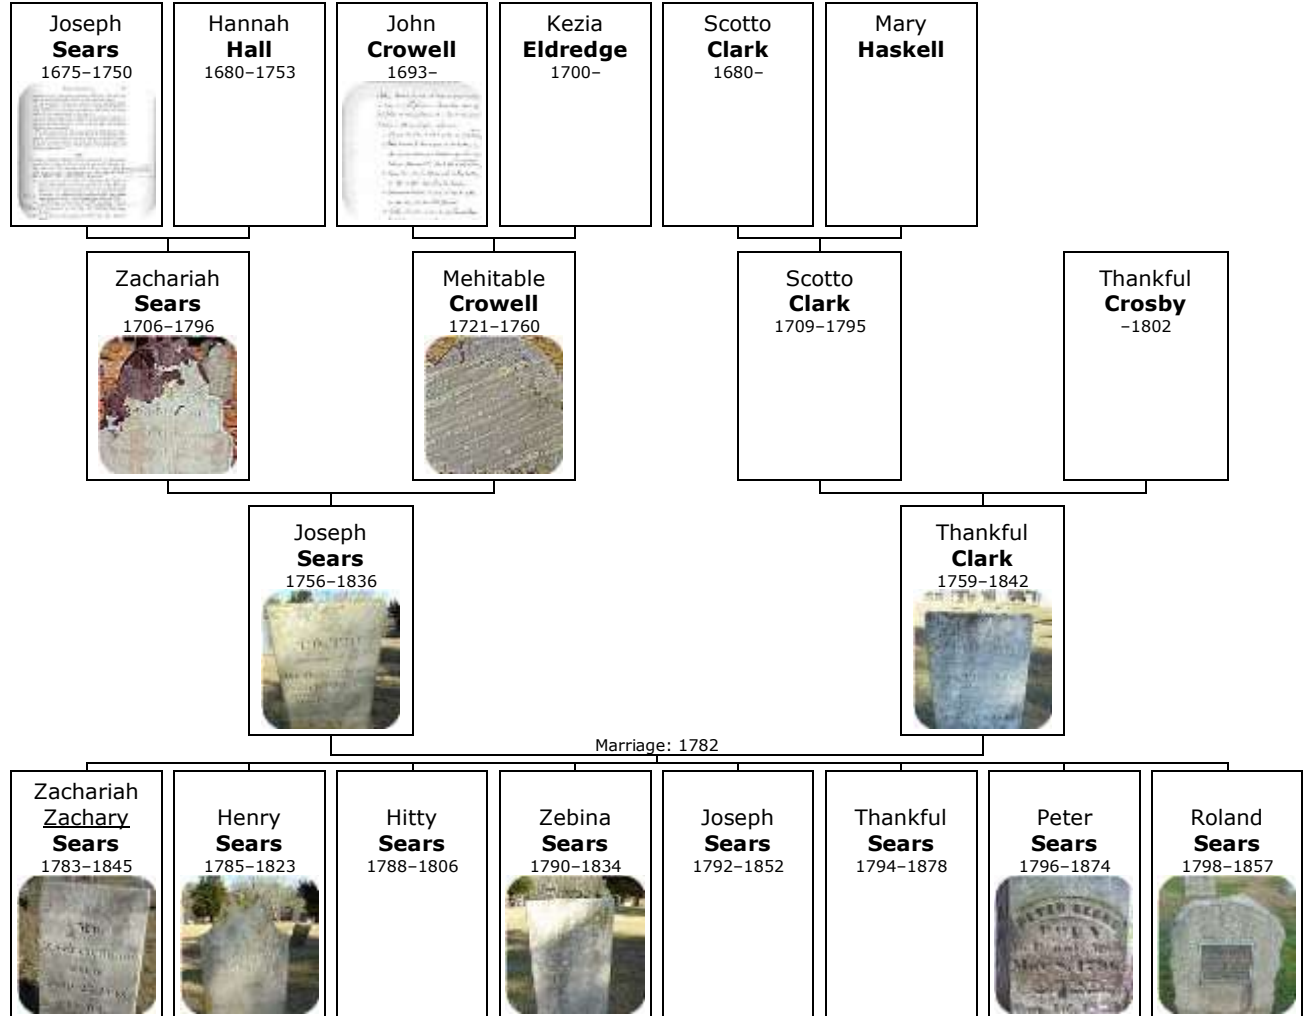 Joseph
Sears
1675–1750
Hannah
Hall
1680–1753
John
Crowell
1693–
Kezia
Eldredge
1700–
Scotto
Clark
1680–
Mary
Haskell
Zachariah
Sears
1706–1796
Mehitable
Crowell
1721–1760
Scotto
Clark
1709–1795
Thankful
Crosby
–1802
Joseph
Sears
1756–1836
Thankful
Clark
1759–1842
Marriage: 1782
Zachariah
Zachary
Sears
1783–1845
Henry
Sears
1785–1823
Hitty
Sears
1788–1806
Zebina
Sears
1790–1834
Joseph
Sears
1792–1852
Thankful
Sears
1794–1878
Peter
Sears
1796–1874
Roland
Sears
1798–1857